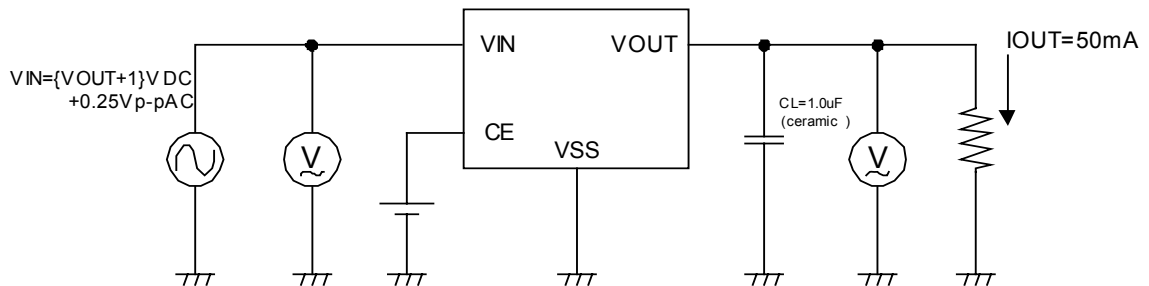 VIN
VOUT
IOUT=50mA
VIN={VOUT+1}VDC
+0.25Vp-pAC
CL=1.0uF
(ceramic )
CE
VSS
V
V